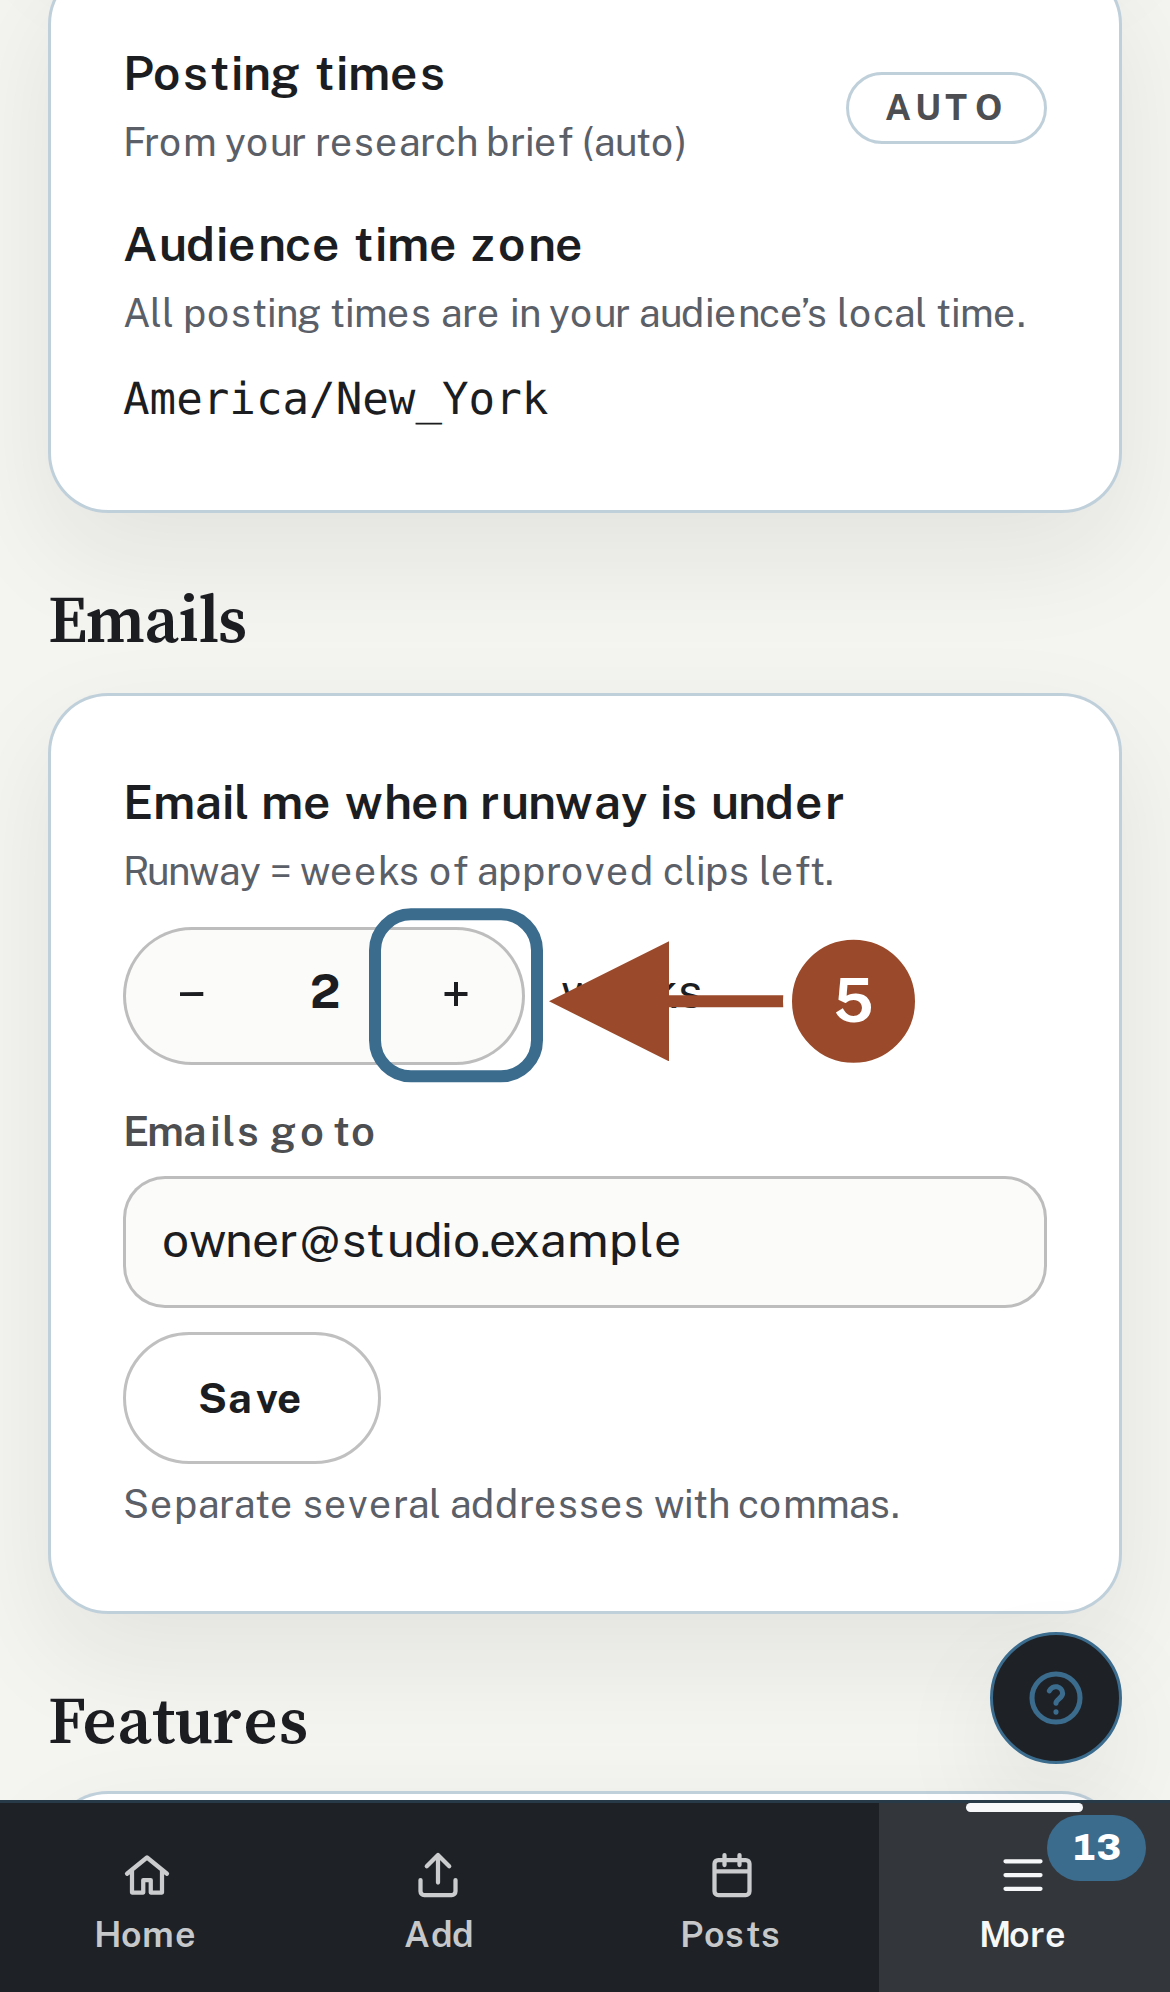 Posting times
AUTO
From your research brief (auto)
Audience time zone
All posting times are in your audience’s local time.
America/New_York
Emails
Email me when runway is under
Runway = weeks of approved clips left.
− 2 +
5
Emails go to
owner@studio.example
Save
Separate several addresses with commas.
Features
13
Home Add Posts More